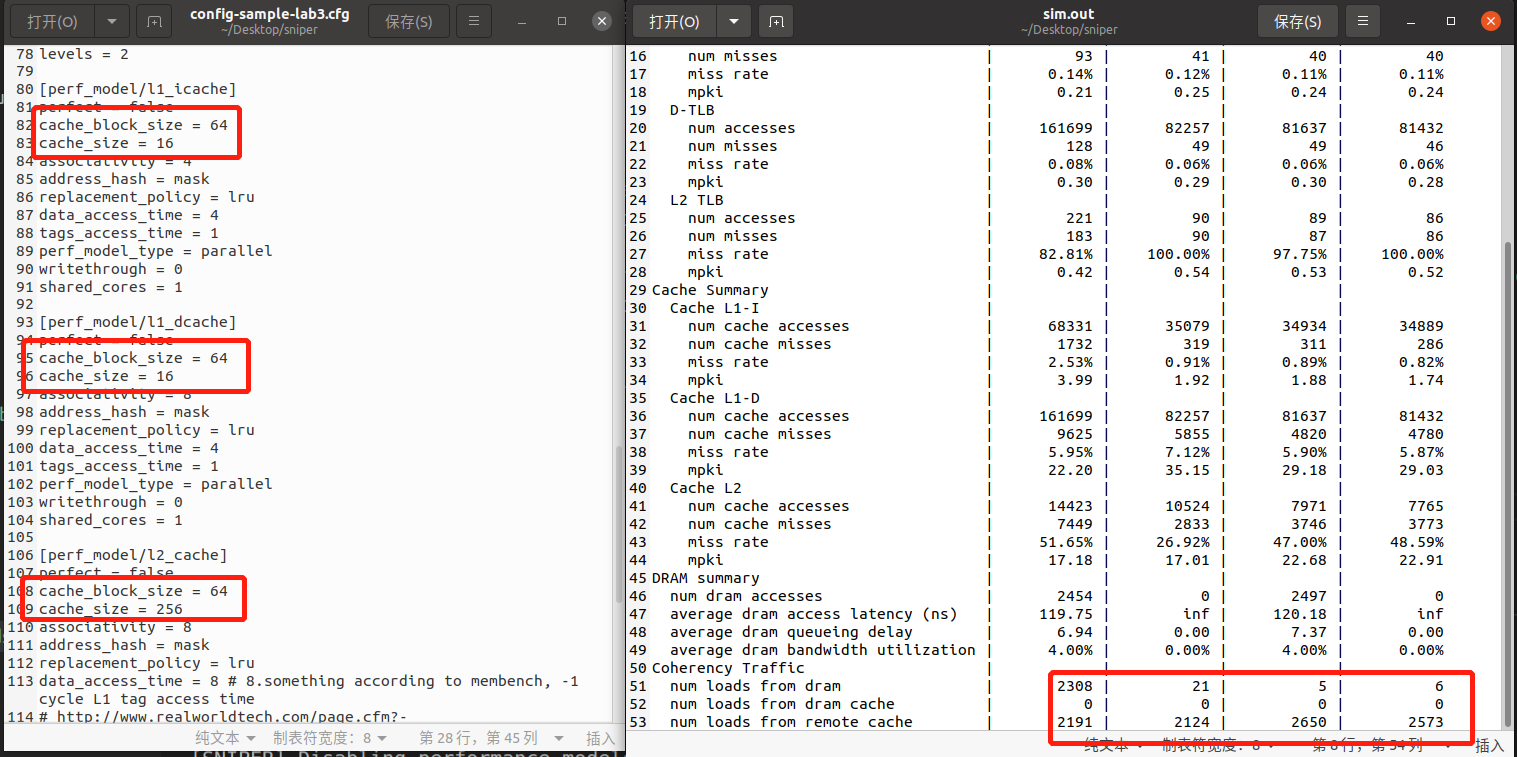 打开(O)
config-sample-lab3.cfg
~/Desktop/sniper
保存(S)
78 levels = 2
79
80 [perf_model/l1_icache]
81 perfect = false
82 cache_block_size = 64
83 cache_size = 16
84 associativity = 4
85 address_hash = mask
86 replacement_policy = lru
87 data_access_time = 4
88 tags_access_time = 1
89 perf_model_type = parallel
90 writethrough = 0
91 shared_cores = 1
92
93 [perf_model/l1_dcache]
94 perfect = false
95 cache_block_size = 64
96 cache_size = 16
97 associativity = 8
98 address_hash = mask
99 replacement_policy = lru
100 data_access_time = 4
101 tags_access_time = 1
102 perf_model_type = parallel
103 writethrough = 0
104 shared_cores = 1
105
106 [perf_model/l2_cache]
107 perfect = false
108 cache_block_size = 64
109 cache_size = 256
110 associativity = 8
111 address_hash = mask
112 replacement_policy = lru
113 data_access_time = 8 # 8.something according to membench, -1
cycle L1 tag access time
114 # http://www.realworldtech.com/page.cfm?-
纯文本 制表符宽度：8 第 28 行，第 45 列 插入
[SNIPER] Disabling performance model
打开(O)
sim.out
~/Desktop/sniper
保存(S)
16 num misses | 93 | 41 | 40 | 40
17 miss rate | 0.14% | 0.12% | 0.11% | 0.11%
18 mpki | 0.21 | 0.25 | 0.24 | 0.24
19 D-TLB | | | |
20 num accesses | 161699 | 82257 | 81637 | 81432
21 num misses | 128 | 49 | 49 | 46
22 miss rate | 0.08% | 0.06% | 0.06% | 0.06%
23 mpki | 0.30 | 0.29 | 0.30 | 0.28
24 L2 TLB | | | |
25 num accesses | 221 | 90 | 89 | 86
26 num misses | 183 | 90 | 87 | 86
27 miss rate | 82.81% | 100.00% | 97.75% | 100.00%
28 mpki | 0.42 | 0.54 | 0.53 | 0.52
29 Cache Summary | | | |
30 Cache L1-I | | | |
31 num cache accesses | 68331 | 35079 | 34934 | 34889
32 num cache misses | 1732 | 319 | 311 | 286
33 miss rate | 2.53% | 0.91% | 0.89% | 0.82%
34 mpki | 3.99 | 1.92 | 1.88 | 1.74
35 Cache L1-D | | | |
36 num cache accesses | 161699 | 82257 | 81637 | 81432
37 num cache misses | 9625 | 5855 | 4820 | 4780
38 miss rate | 5.95% | 7.12% | 5.90% | 5.87%
39 mpki | 22.20 | 35.15 | 29.18 | 29.03
40 Cache L2 | | | |
41 num cache accesses | 14423 | 10524 | 7971 | 7765
42 num cache misses | 7449 | 2833 | 3746 | 3773
43 miss rate | 51.65% | 26.92% | 47.00% | 48.59%
44 mpki | 17.18 | 17.01 | 22.68 | 22.91
45 DRAM summary | | | |
46 num dram accesses | 2454 | 0 | 2497 | 0
47 average dram access latency (ns) | 119.75 | inf | 120.18 | inf
48 average dram queueing delay | 6.94 | 0.00 | 7.37 | 0.00
49 average dram bandwidth utilization | 4.00% | 0.00% | 4.00% | 0.00%
50 Coherency Traffic | | | |
51 num loads from dram | 2308 | 21 | 5 | 6
52 num loads from dram cache | 0 | 0 | 0 | 0
53 num loads from remote cache | 2191 | 2124 | 2650 | 2573
纯文本 制表符宽度：8 插入